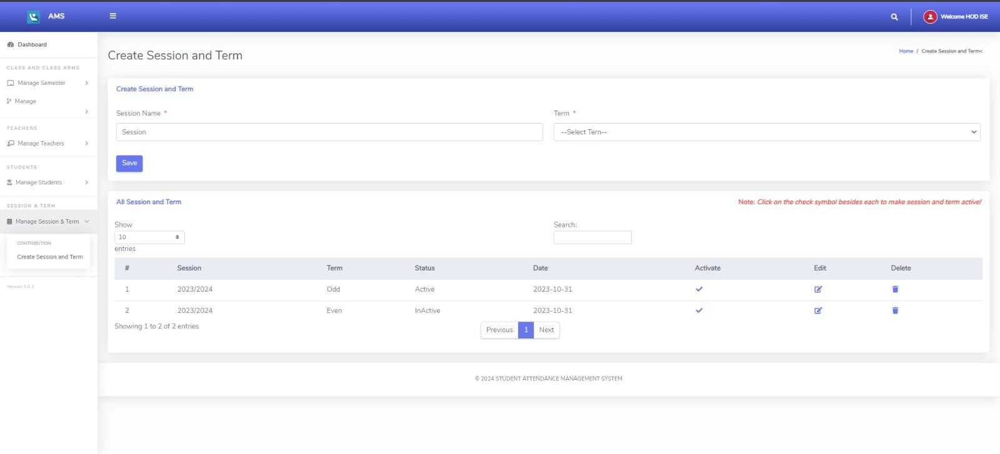 AMS
Welcome HOD ISE
Dashboard
CLASS AND CLASS ARMS
Manage Semester
Manage
TEACHERS
Manage Teachers
STUDENTS
Manage Students
SESSION & TERM
Manage Session & Term
CONTRIBUTION
Create Session and Term
Version 1.0.3
Create Session and Term
Home / Create Session and Term<
Create Session and Term
Session Name * Term *
Session --Select Tern--
Save
All Session and Term Note: Click on the check symbol besides each to make session and term active!
Show Search:
10
entries
# Session Term Status Date Activate Edit Delete
1 2023/2024 Odd Active 2023-10-31
2 2023/2024 Even InActive 2023-10-31
Showing 1 to 2 of 2 entries Previous 1 Next
© 2024 STUDENT ATTENDANCE MANAGEMENT SYSTEM